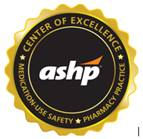 CENTER OF EXCELLENCE
ashp
MEDICATION-USE SAFETY • PHARMACY PRACTICE